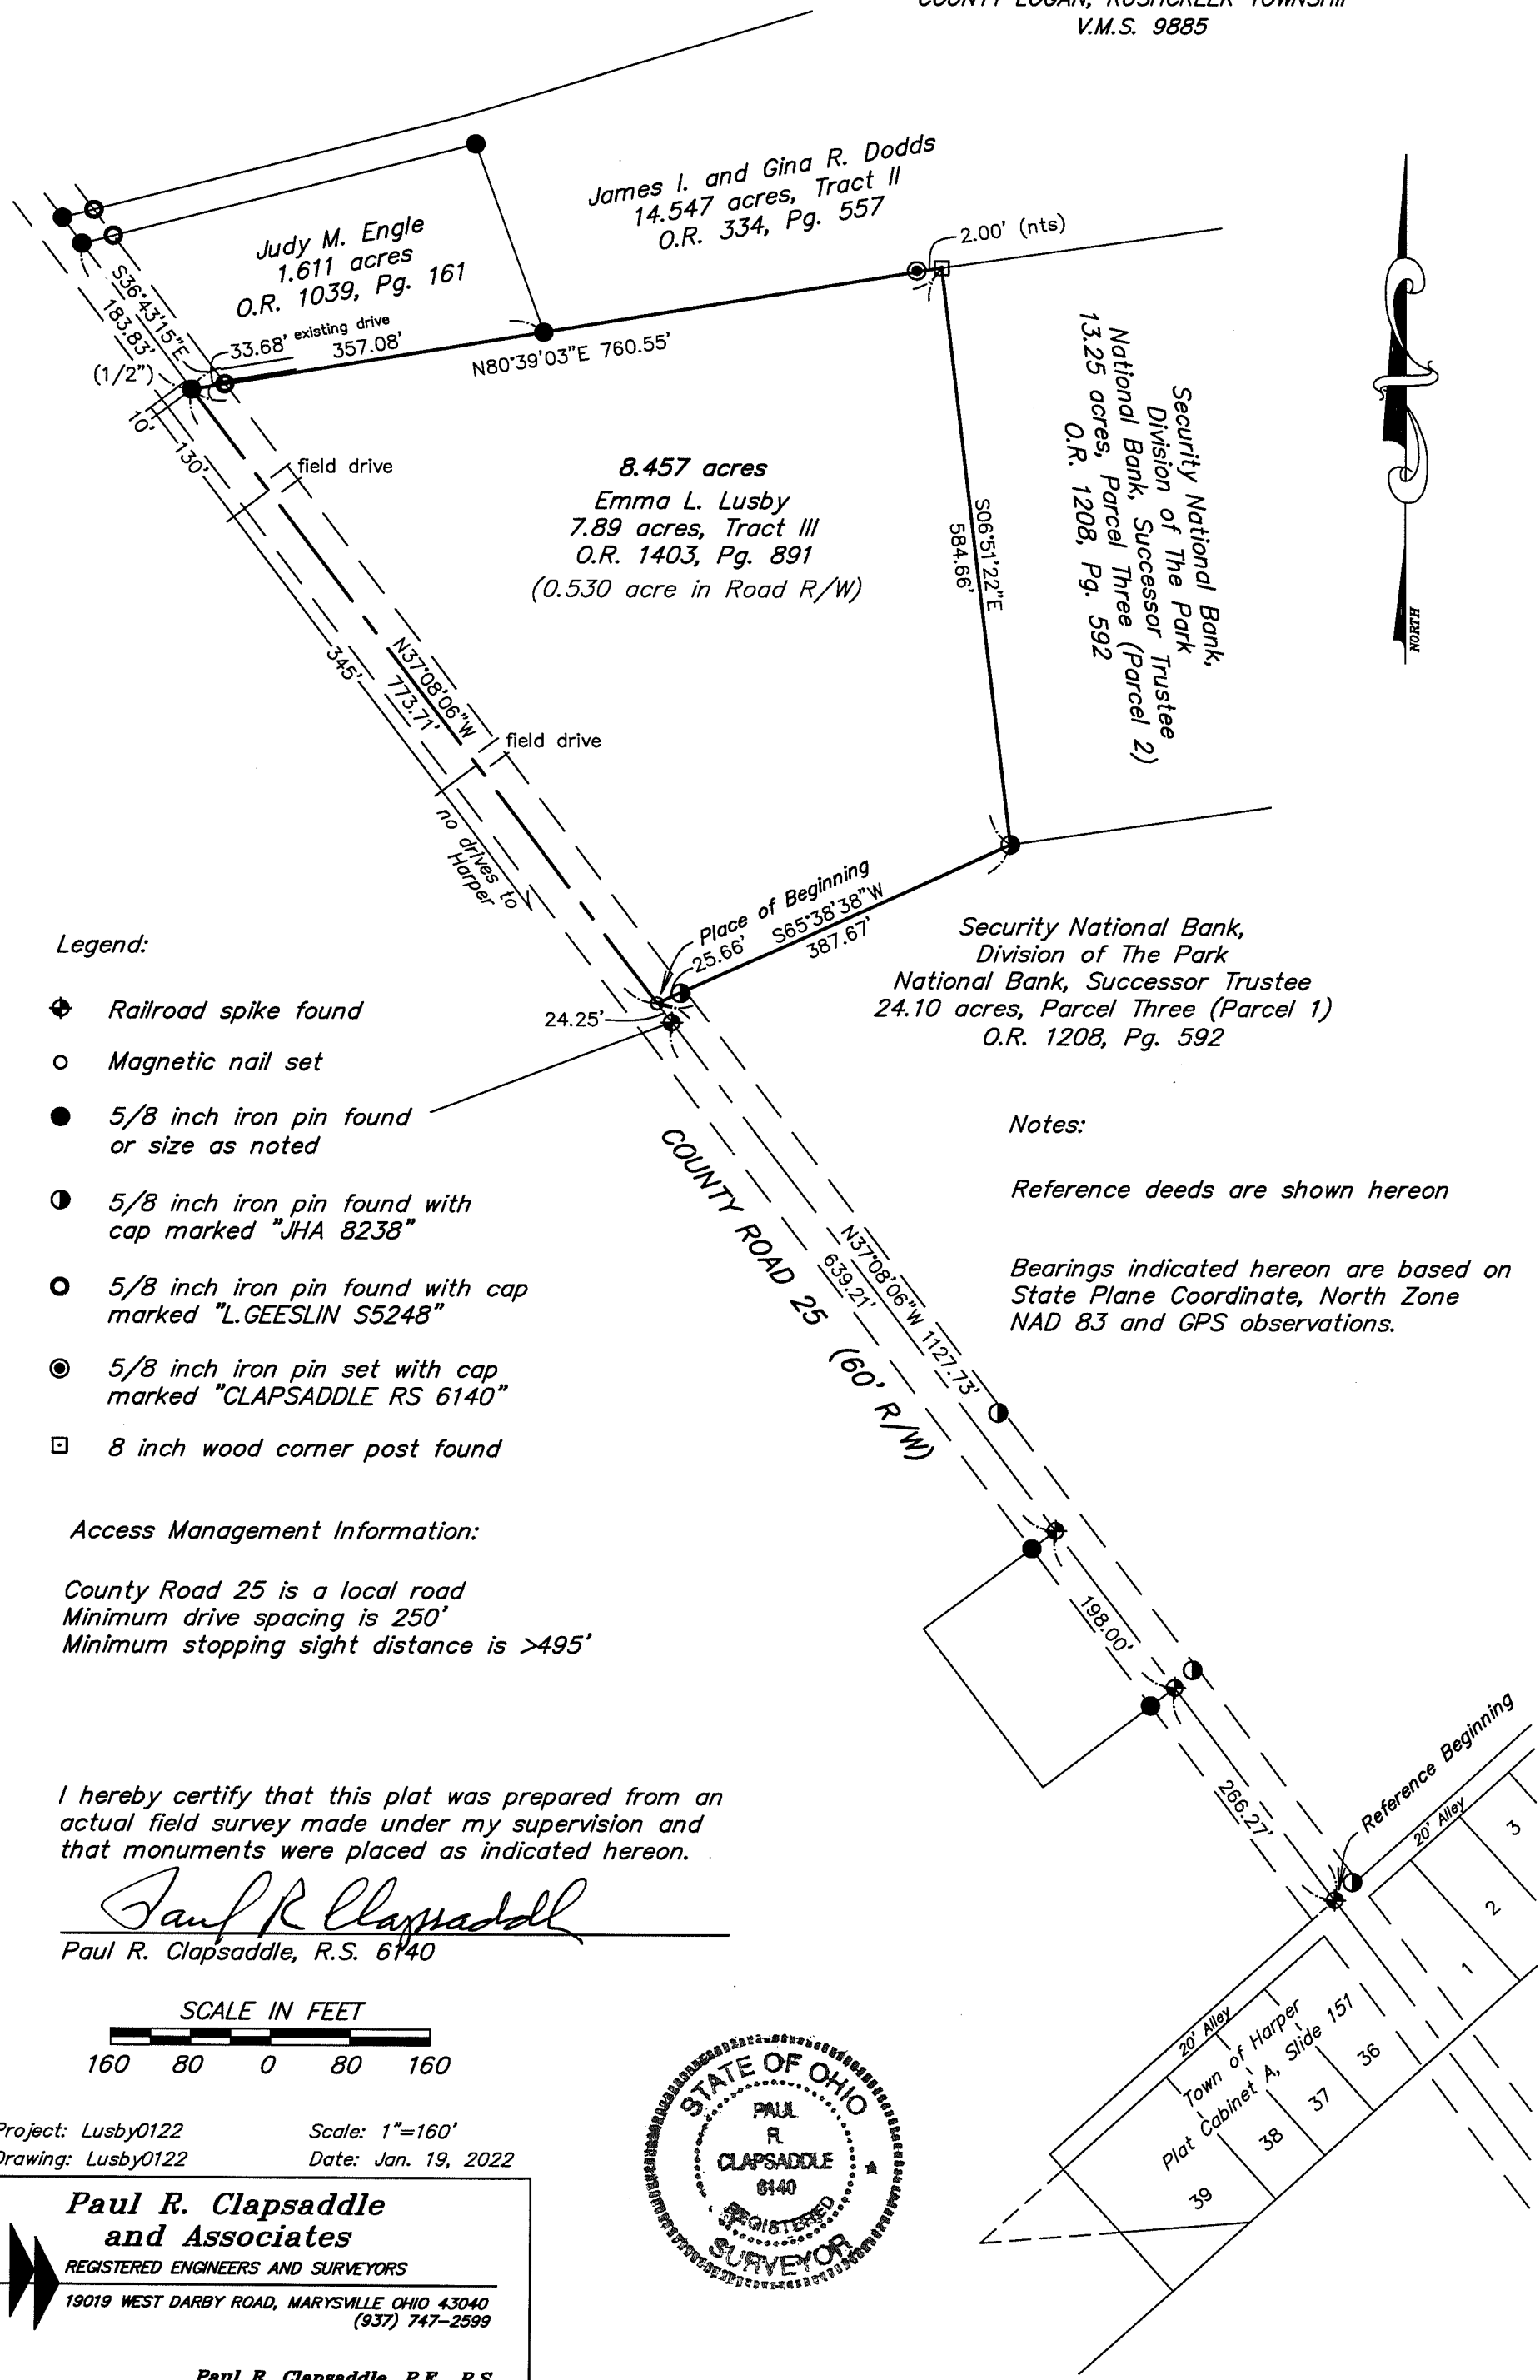 V.M.S. 9885
James I. and Gina R. Dodds
14.547 acres, Tract II
O.R. 334, Pg. 557
2.00' (nts)
Judy M. Engle
1.611 acres
O.R. 1039, Pg. 161
S36°43'15"E
183.83'
(1/2")
33.68'
existing drive
357.08'
N80°39'03"E 760.55'
10'
130'
field drive
8.457 acres
Emma L. Lusby
7.89 acres, Tract III
O.R. 1403, Pg. 891
(0.530 acre in Road R/W)
S06°51'22"E
584.66'
Security National Bank,
Division of The Park
National Bank, Successor Trustee
13.25 acres, Parcel Three (Parcel 2)
O.R. 1208, Pg. 592
NORTH
345'
N37°08'06"W
773.71'
field drive
no drives to
Harper
Place of Beginning
25.66'
S65°38'38"W
387.67'
24.25'
Security National Bank,
Division of The Park
National Bank, Successor Trustee
24.10 acres, Parcel Three (Parcel 1)
O.R. 1208, Pg. 592
Legend:
Railroad spike found
Magnetic nail set
5/8 inch iron pin found
or size as noted
5/8 inch iron pin found with
cap marked "JHA 8238"
5/8 inch iron pin found with cap
marked "L.GEESLIN S5248"
5/8 inch iron pin set with cap
marked "CLAPSADDLE RS 6140"
8 inch wood corner post found
Notes:
Reference deeds are shown hereon
Bearings indicated hereon are based on
State Plane Coordinate, North Zone
NAD 83 and GPS observations.
COUNTY ROAD 25 (60' R/W)
N37°08'06"W 1127.73'
639.21'
198.00'
266.27'
Reference Beginning
20' Alley
3
2
1
20' Alley
Town of Harper
Plat Cabinet A, Slide 151
36
37
38
39
Access Management Information:
County Road 25 is a local road
Minimum drive spacing is 250'
Minimum stopping sight distance is >495'
I hereby certify that this plat was prepared from an
actual field survey made under my supervision and
that monuments were placed as indicated hereon.
Paul R Clapsaddle
Paul R. Clapsaddle, R.S. 6140
SCALE IN FEET
160 80 0 80 160
Project: Lusby0122 Scale: 1"=160'
Drawing: Lusby0122 Date: Jan. 19, 2022
STATE OF OHIO
PAUL
R.
CLAPSADDLE
6140
REGISTERED
SURVEYOR
Paul R. Clapsaddle
and Associates
REGISTERED ENGINEERS AND SURVEYORS
19019 WEST DARBY ROAD, MARYSVILLE OHIO 43040
(937) 747-2599
Paul R. Clapsaddle, P.E., P.S.